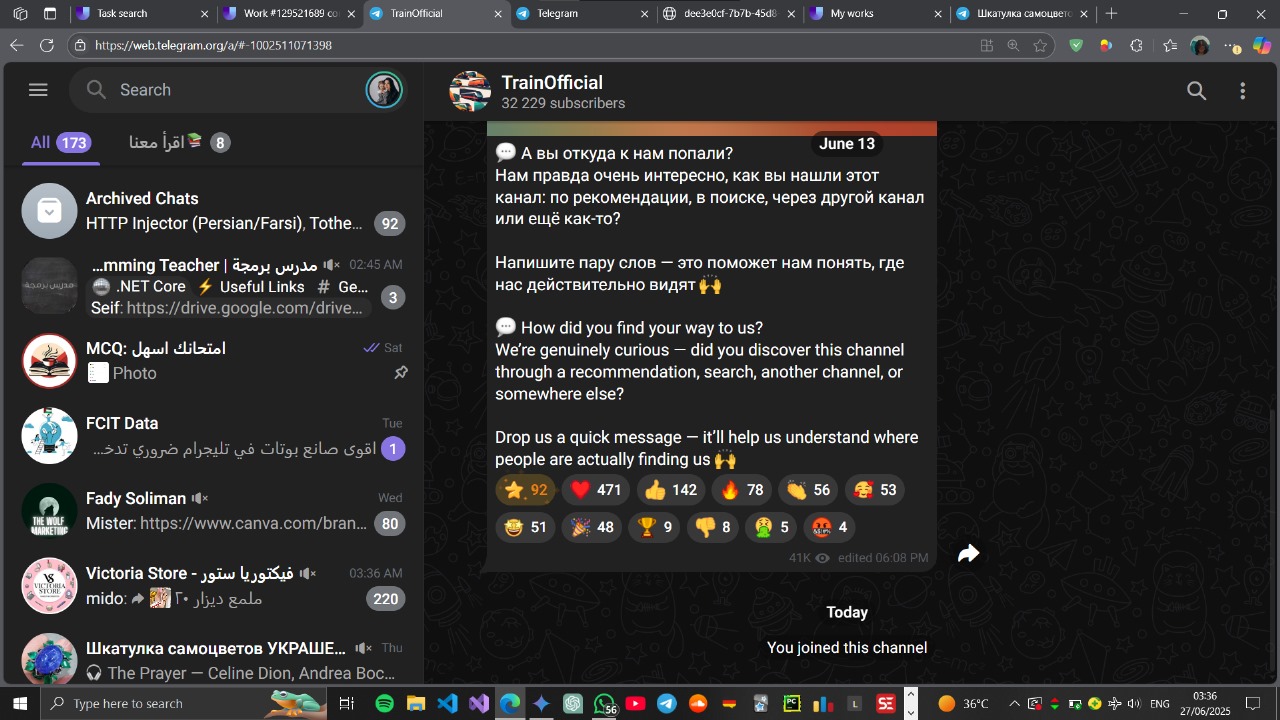 Task search
Work #129521689 co
TrainOfficial
Telegram
dee3e0cf-7b7b-45d8
My works
Шкатулка самоцвето
https://web.telegram.org/a/#-1002511071398
Search
All 173
اقرأ معنا📚 8
Archived Chats
HTTP Injector (Persian/Farsi), Tothe...
92
...mming Teacher | مدرس برمجة
02:45 AM
.NET Core ⚡ Useful Links # Ge...
Seif: https://drive.google.com/drive...
3
MCQ: امتحانك اسهل
Sat
Photo
FCIT Data
Tue
اقوى صانع بوتات في تليجرام ضروري تدخ...
1
THE WOLF
MARKETING
Fady Soliman
Wed
Mister: https://www.canva.com/bran...
80
VS
VICTORIA
STORE
Victoria Store - فيكتوريا ستور
03:36 AM
mido: ملمع ديزار ٢٠
220
Шкатулка самоцветов УКРАШЕ...
Thu
The Prayer — Celine Dion, Andrea Boc...
TrainOfficial
32 229 subscribers
June 13
💬 А вы откуда к нам попали?
Нам правда очень интересно, как вы нашли этот
канал: по рекомендации, в поиске, через другой канал
или ещё как-то?
Напишите пару слов — это поможет нам понять, где
нас действительно видят 🙌
💬 How did you find your way to us?
We’re genuinely curious — did you discover this channel
through a recommendation, search, another channel, or
somewhere else?
Drop us a quick message — it’ll help us understand where
people are actually finding us 🙌
⭐ 92 ❤️ 471 👍 142 🔥 78 👏 56 🥰 53
🤩 51 🎉 48 🏆 9 👎 8 🤮 5 🤬 4
41K edited 06:08 PM
Today
You joined this channel
Type here to search
56
36°C
ENG
03:36
27/06/2025